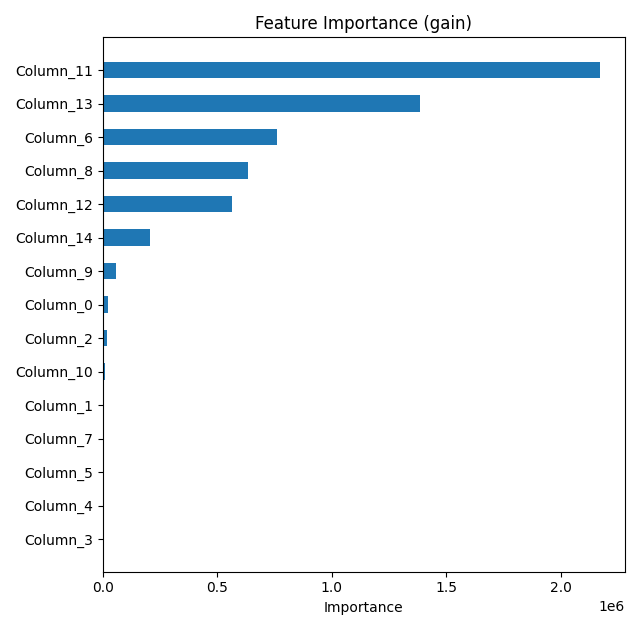 Feature Importance (gain)
Column_11
Column_13
Column_6
Column_8
Column_12
Column_14
Column_9
Column_0
Column_2
Column_10
Column_1
Column_7
Column_5
Column_4
Column_3
0.0 0.5 1.0 1.5 2.0
1e6
Importance